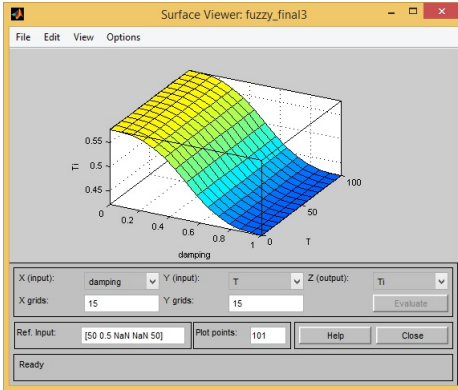 Surface Viewer: fuzzy_final3
File Edit View Options
0.55
0.5
0.45
Ti
0 0.2 0.4 0.6 0.8 1
damping
0 50 100
T
X (input): damping Y (input): T Z (output): Ti
X grids: 15 Y grids: 15 Evaluate
Ref. Input: [50 0.5 NaN NaN 50] Plot points: 101 Help Close
Ready